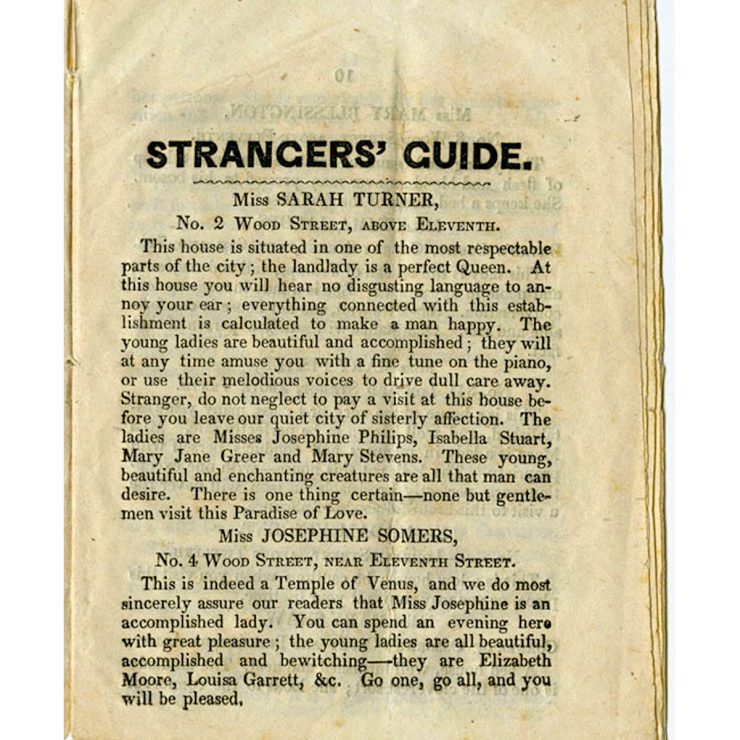 STRANGERS' GUIDE.
Miss SARAH TURNER,
No. 2 Wood Street, above Eleventh.
This house is situated in one of the most respectable
parts of the city; the landlady is a perfect Queen. At
this house you will hear no disgusting language to an-
noy your ear; everything connected with this estab-
lishment is calculated to make a man happy. The
young ladies are beautiful and accomplished; they will
at any time amuse you with a fine tune on the piano,
or use their melodious voices to drive dull care away.
Stranger, do not neglect to pay a visit at this house be-
fore you leave our quiet city of sisterly affection. The
ladies are Misses Josephine Philips, Isabella Stuart,
Mary Jane Greer and Mary Stevens. These young,
beautiful and enchanting creatures are all that man can
desire. There is one thing certain—none but gentle-
men visit this Paradise of Love.
Miss JOSEPHINE SOMERS,
No. 4 Wood Street, near Eleventh Street.
This is indeed a Temple of Venus, and we do most
sincerely assure our readers that Miss Josephine is an
accomplished lady. You can spend an evening here
with great pleasure; the young ladies are all beautiful,
accomplished and bewitching—they are Elizabeth
Moore, Louisa Garrett, &c. Go one, go all, and you
will be pleased,